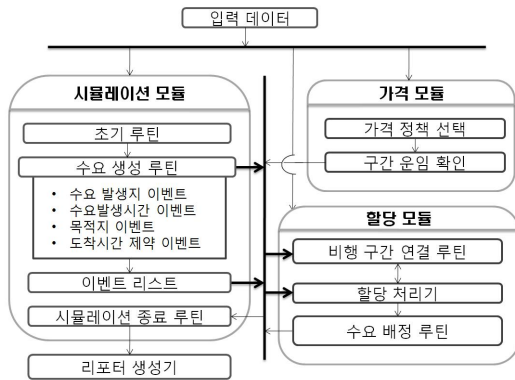 입력 데이터
시뮬레이션 모듈
초기 루틴
수요 생성 루틴
• 수요 발생지 이벤트
• 수요발생시간 이벤트
• 목적지 이벤트
• 도착시간 제약 이벤트
이벤트 리스트
시뮬레이션 종료 루틴
리포터 생성기
가격 모듈
가격 정책 선택
구간 운임 확인
할당 모듈
비행 구간 연결 루틴
할당 처리기
수요 배정 루틴